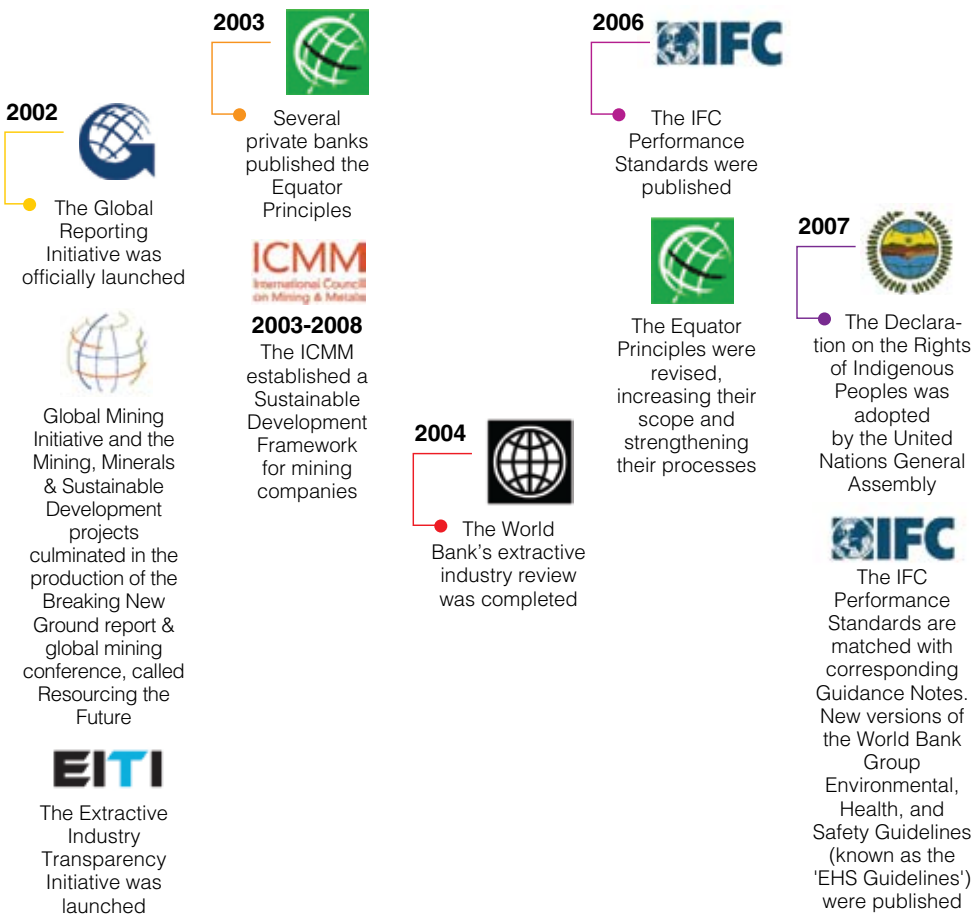 2002
The Global
Reporting
Initiative was
officially launched
Global Mining
Initiative and the
Mining, Minerals
& Sustainable
Development
projects
culminated in the
production of the
Breaking New
Ground report &
global mining
conference, called
Resourcing the
Future
EITI
The Extractive
Industry
Transparency
Initiative was
launched
2003
Several
private banks
published the
Equator
Principles
ICMM
International Council
on Mining & Metals
2003-2008
The ICMM
established a
Sustainable
Development
Framework
for mining
companies
2004
The World
Bank’s extractive
industry review
was completed
2006
IFC
The IFC
Performance
Standards were
published
The Equator
Principles were
revised,
increasing their
scope and
strengthening
their processes
2007
The Declara-
tion on the Rights
of Indigenous
Peoples was
adopted
by the United
Nations General
Assembly
IFC
The IFC
Performance
Standards are
matched with
corresponding
Guidance Notes.
New versions of
the World Bank
Group
Environmental,
Health, and
Safety Guidelines
(known as the
'EHS Guidelines')
were published